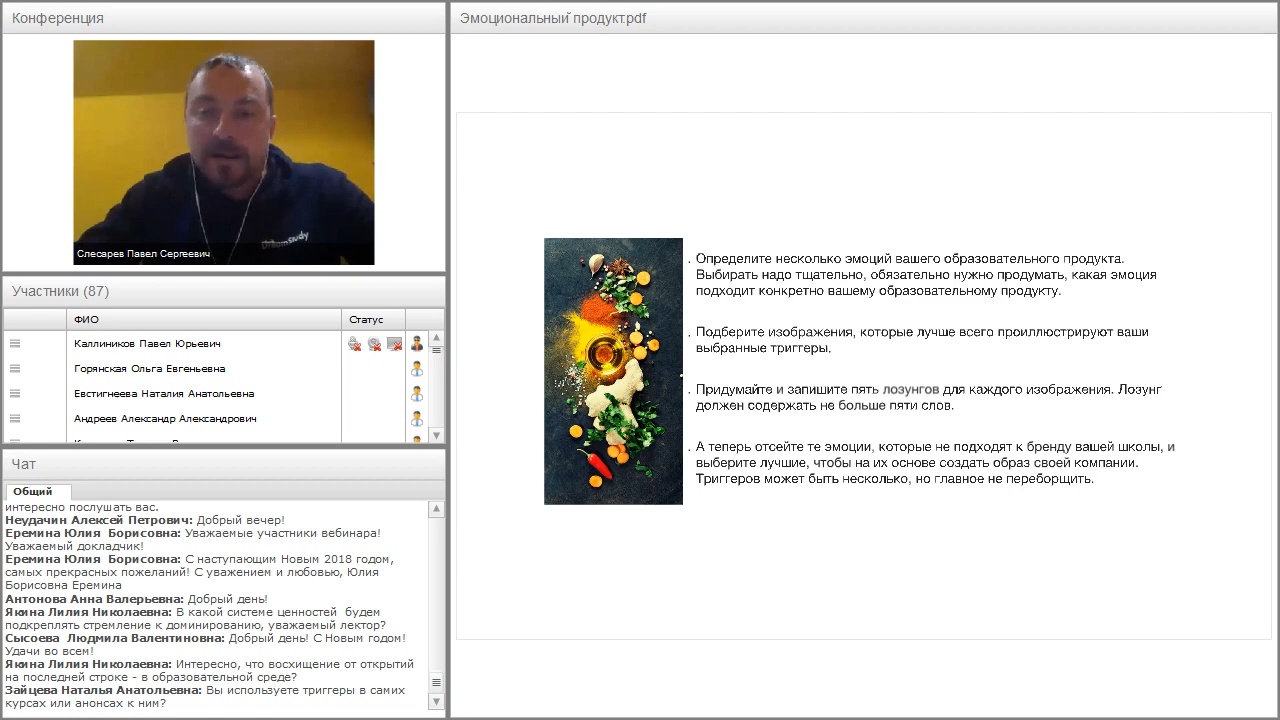 Конференция
Слесарев Павел Сергеевич
Участники (87)
ФИО
Статус
Каллиников Павел Юрьевич
Горянская Ольга Евгеньевна
Евстигнеева Наталия Анатольевна
Андреев Александр Александрович
Чат
Общий
интересно послушать вас.
Неудачин Алексей Петрович: Добрый вечер!
Еремина Юлия Борисовна: Уважаемые участники вебинара!
Уважаемый докладчик!
Еремина Юлия Борисовна: С наступающим Новым 2018 годом,
самых прекрасных пожеланий! С уважением и любовью, Юлия
Борисовна Еремина
Антонова Анна Валерьевна: Добрый день!
Якина Лилия Николаевна: В какой системе ценностей будем
подкреплять стремление к доминированию, уважаемый лектор?
Сысоева Людмила Валентиновна: Добрый день! С Новым годом!
Удачи во всем!
Якина Лилия Николаевна: Интересно, что восхищение от открытий
на последней строке - в образовательной среде?
Зайцева Наталья Анатольевна: Вы используете триггеры в самих
курсах или анонсах к ним?
Эмоциональный продукт.pdf
. Определите несколько эмоций вашего образовательного продукта.
Выбирать надо тщательно, обязательно нужно продумать, какая эмоция
подходит конкретно вашему образовательному продукту.
. Подберите изображения, которые лучше всего проиллюстрируют ваши
выбранные триггеры.
. Придумайте и запишите пять лозунгов для каждого изображения. Лозунг
должен содержать не больше пяти слов.
. А теперь отсейте те эмоции, которые не подходят к бренду вашей школы, и
выберите лучшие, чтобы на их основе создать образ своей компании.
Триггеров может быть несколько, но главное не переборщить.